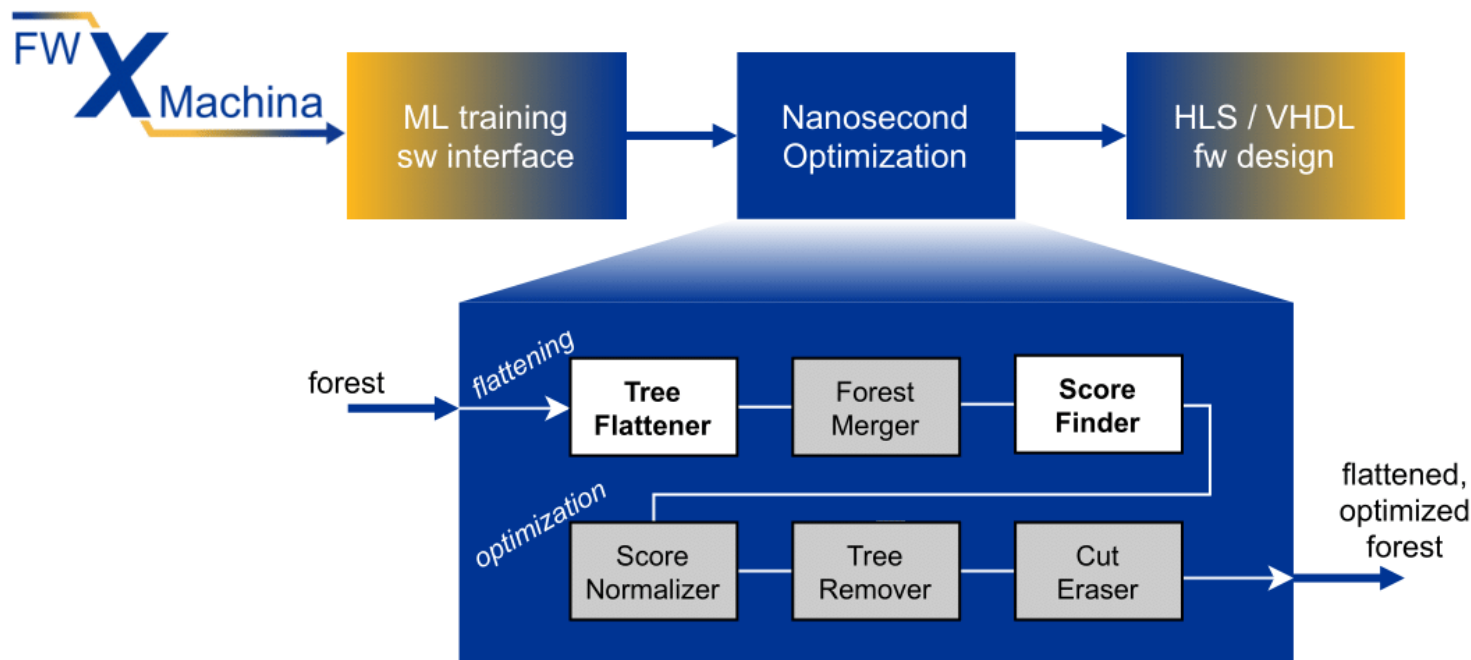 FW
X
Machina
ML training
sw interface
Nanosecond
Optimization
HLS / VHDL
fw design
forest
flattening
Tree
Flattener
Forest
Merger
Score
Finder
optimization
Score
Normalizer
Tree
Remover
Cut
Eraser
flattened,
optimized
forest